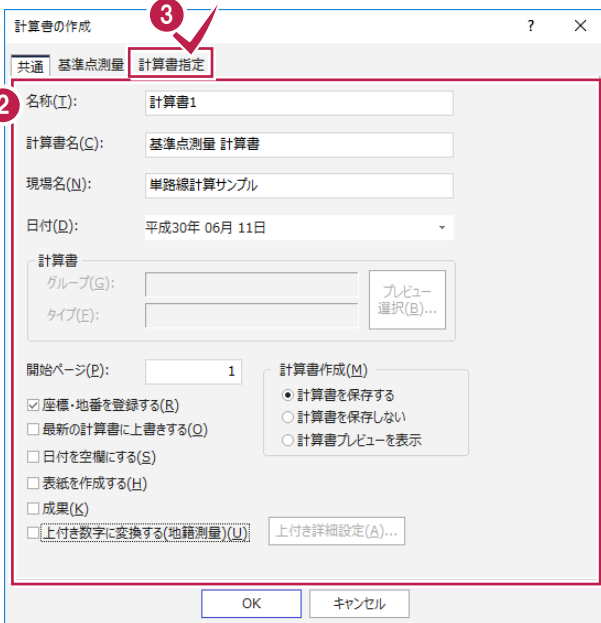 3
計算書の作成 ? ×
共通 基準点測量 計算書指定
2
名称(T): 計算書1
計算書名(C): 基準点測量 計算書
現場名(N): 単路線計算サンプル
日付(D): 平成30年 06月 11日
計算書
グループ(G):
タイプ(F):
プレビュー
選択(B)...
開始ページ(P): 1
計算書作成(M)
計算書を保存する
計算書を保存しない
計算書プレビューを表示
座標・地番を登録する(R)
最新の計算書に上書きする(O)
日付を空欄にする(S)
表紙を作成する(H)
成果(K)
上付き数字に変換する(地籍測量)(U) 上付き詳細設定(A)...
OK キャンセル